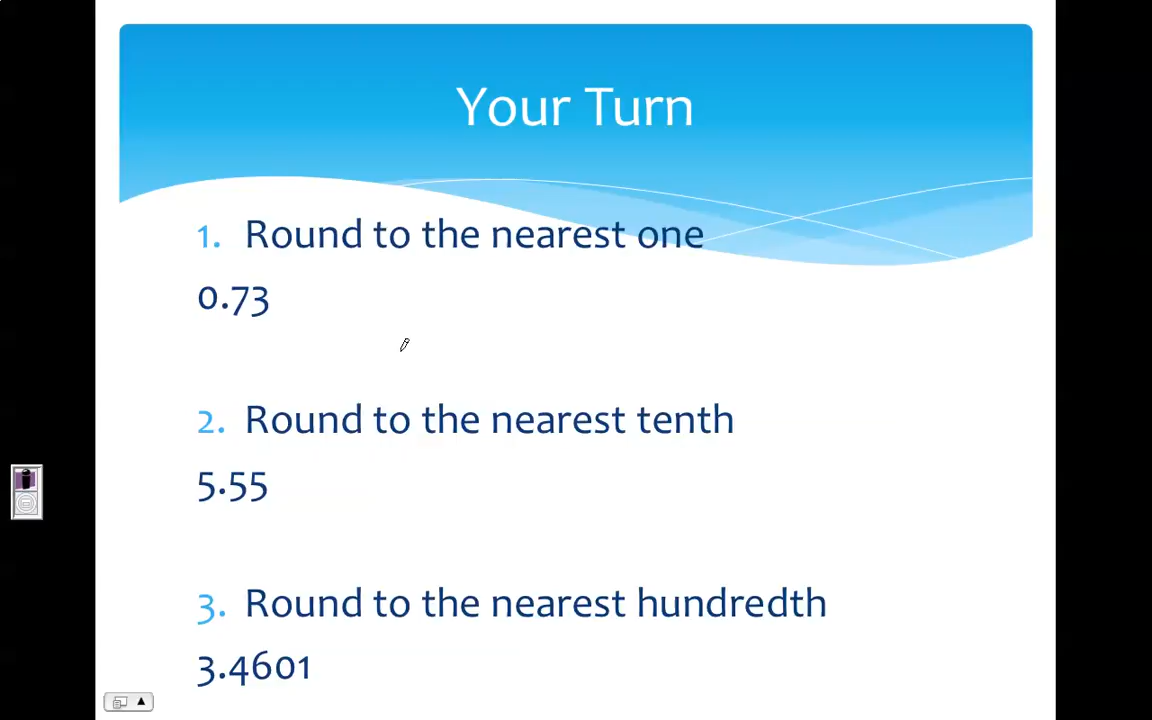 Your Turn
1. Round to the nearest one
0.73
2. Round to the nearest tenth
5.55
3. Round to the nearest hundredth
3.4601